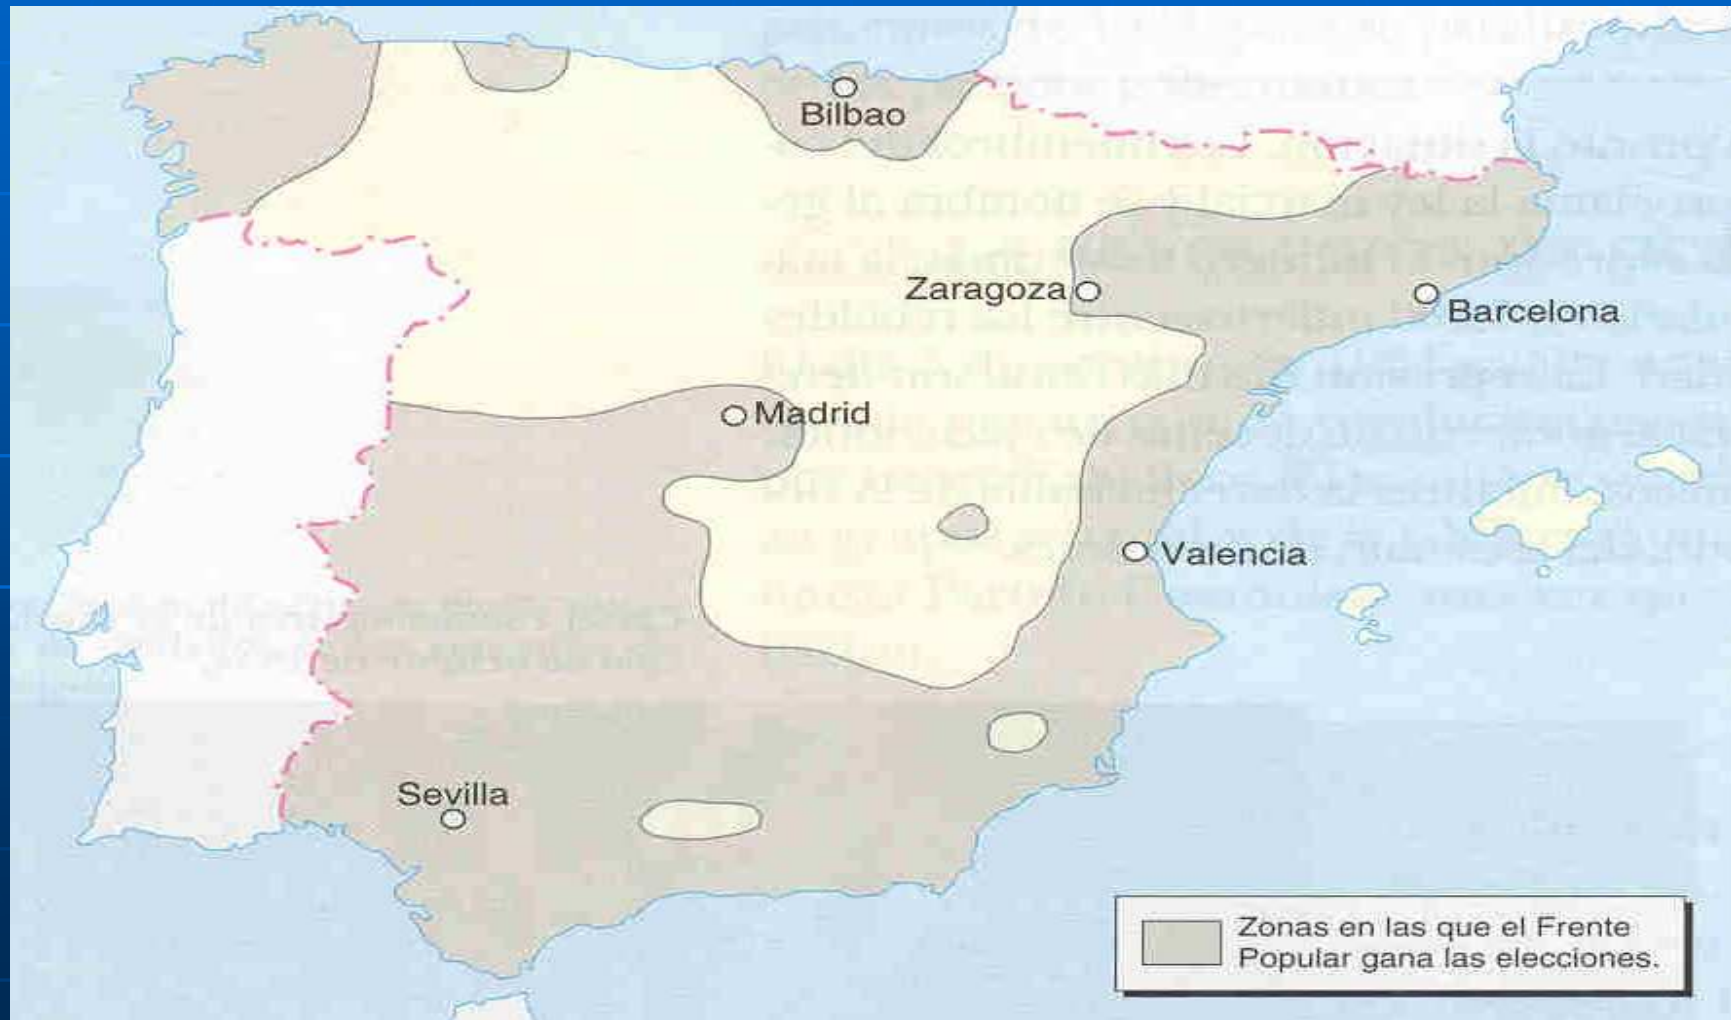 Bilbao
Zaragoza
Barcelona
Madrid
Valencia
Sevilla
Zonas en las que el Frente
Popular gana las elecciones.